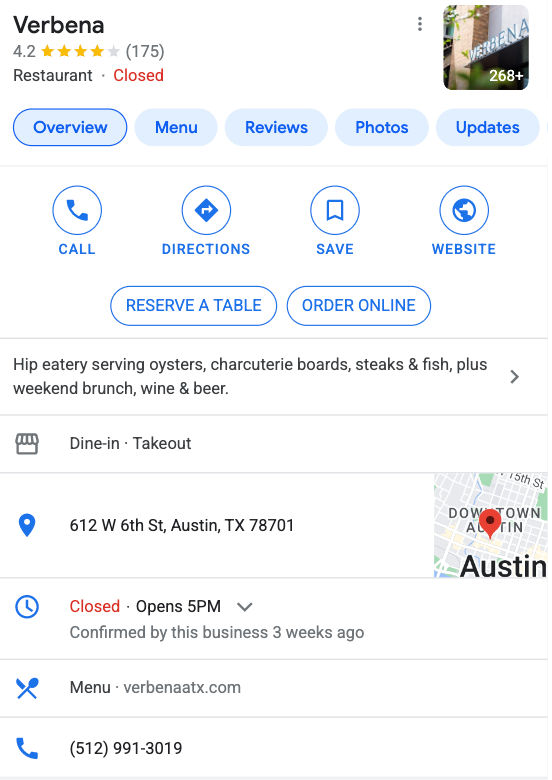 Verbena
4.2 (175)
Restaurant · Closed
VERBENA
268+
Overview
Menu
Reviews
Photos
Updates
CALL
DIRECTIONS
SAVE
WEBSITE
RESERVE A TABLE
ORDER ONLINE
Hip eatery serving oysters, charcuterie boards, steaks & fish, plus
weekend brunch, wine & beer.
Dine-in · Takeout
612 W 6th St, Austin, TX 78701
15th St
DOWNTOWN
AUSTIN
Austin
Closed · Opens 5PM
Confirmed by this business 3 weeks ago
Menu · verbenaatx.com
(512) 991-3019